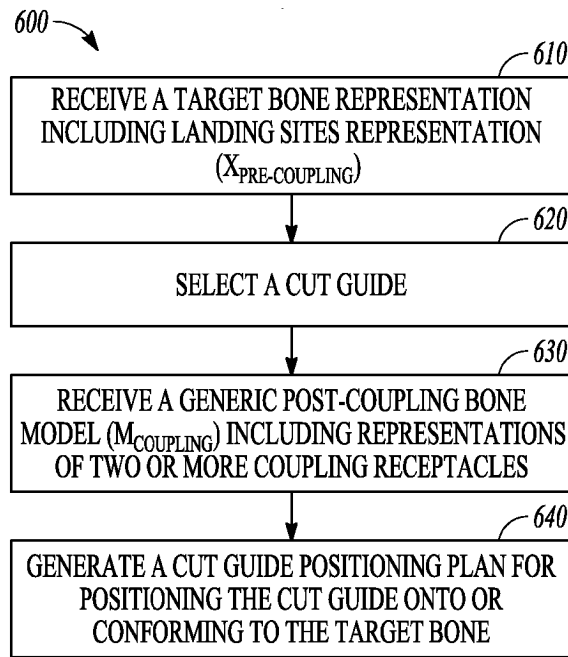 600
610
RECEIVE A TARGET BONE REPRESENTATION
INCLUDING LANDING SITES REPRESENTATION
(X_PRE-COUPLING)
620
SELECT A CUT GUIDE
630
RECEIVE A GENERIC POST-COUPLING BONE
MODEL (M_COUPLING) INCLUDING REPRESENTATIONS
OF TWO OR MORE COUPLING RECEPTACLES
640
GENERATE A CUT GUIDE POSITIONING PLAN FOR
POSITIONING THE CUT GUIDE ONTO OR
CONFORMING TO THE TARGET BONE